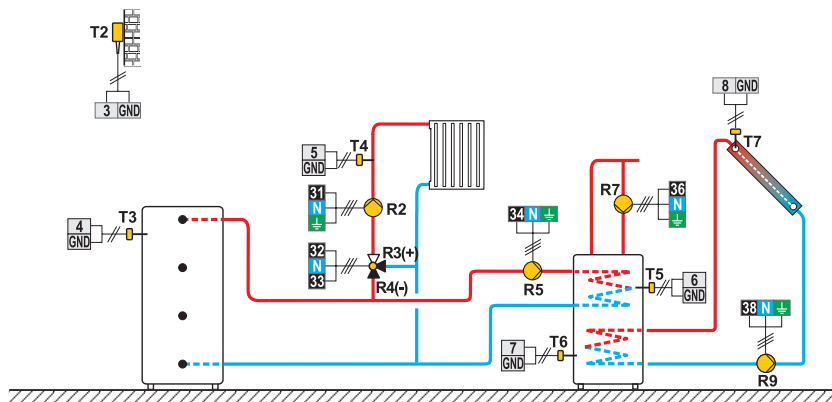 T2
3 GND
8 GND
T7
5
GND
T4
31
N
R2
32
N
33
R3(+)
R4(-)
4
GND
T3
34 N
R5
R7
36
N
T5
6
GND
7
GND
T6
38 N
R9